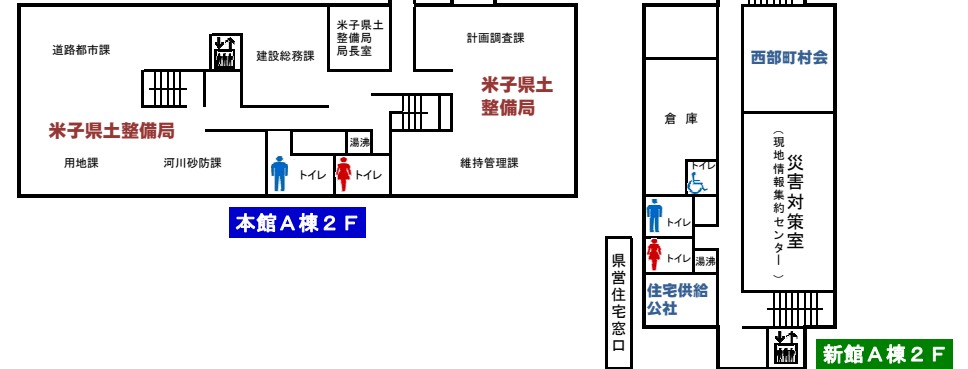 道路都市課
建設総務課
米子県土
整備局
局長室
計画調査課
米子県土
整備局
米子県土整備局
用地課
河川砂防課
湯沸
トイレ
トイレ
維持管理課
本館A棟2F
西部町村会
倉庫
トイレ
災害対策室
(現地情報集約センター)
トイレ
トイレ
湯沸
住宅供給
公社
県営住宅窓口
新館A棟2F